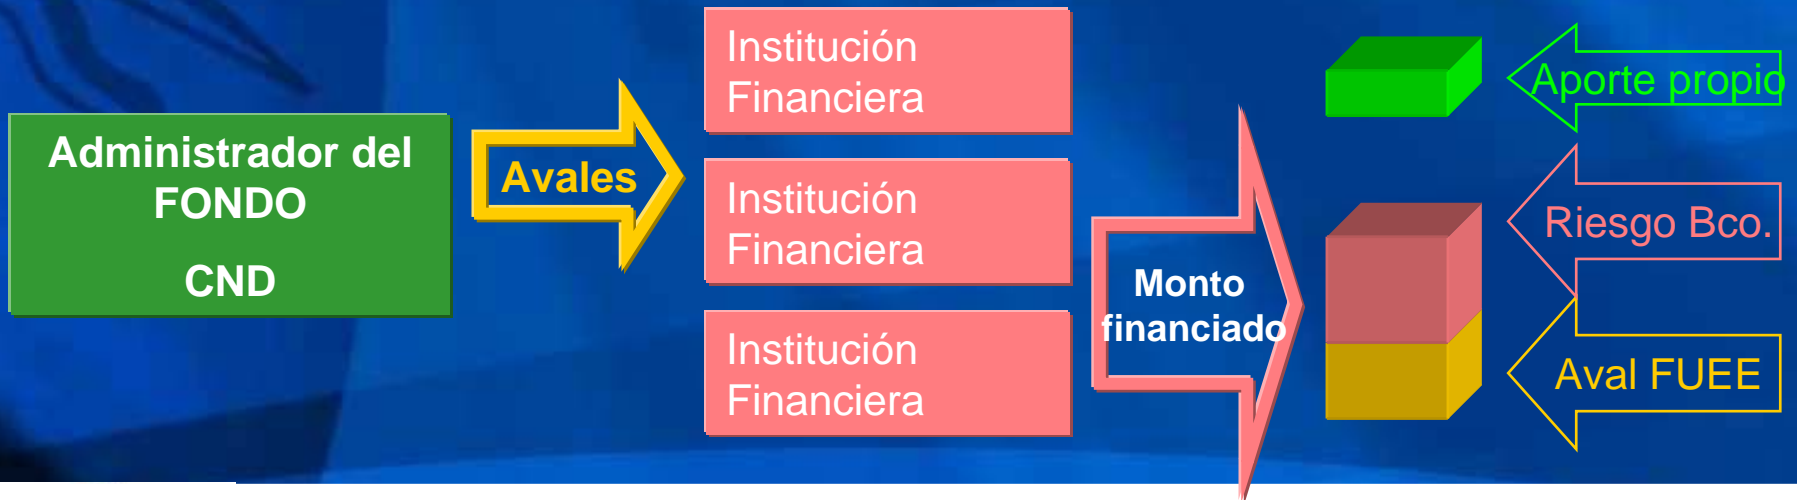 Administrador del
FONDO
CND
Avales
Institución
Financiera
Institución
Financiera
Institución
Financiera
Monto
financiado
Aporte propio
Riesgo Bco.
Aval FUEE